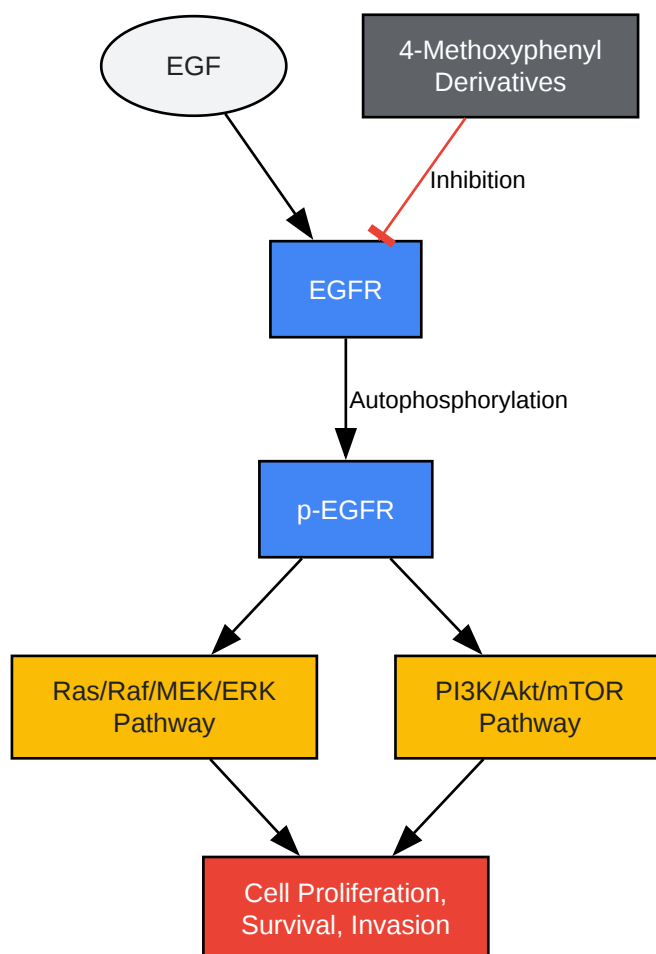 EGF
4-Methoxyphenyl
Derivatives
Inhibition
EGFR
Autophosphorylation
p-EGFR
Ras/Raf/MEK/ERK
Pathway
PI3K/Akt/mTOR
Pathway
Cell Proliferation,
Survival, Invasion